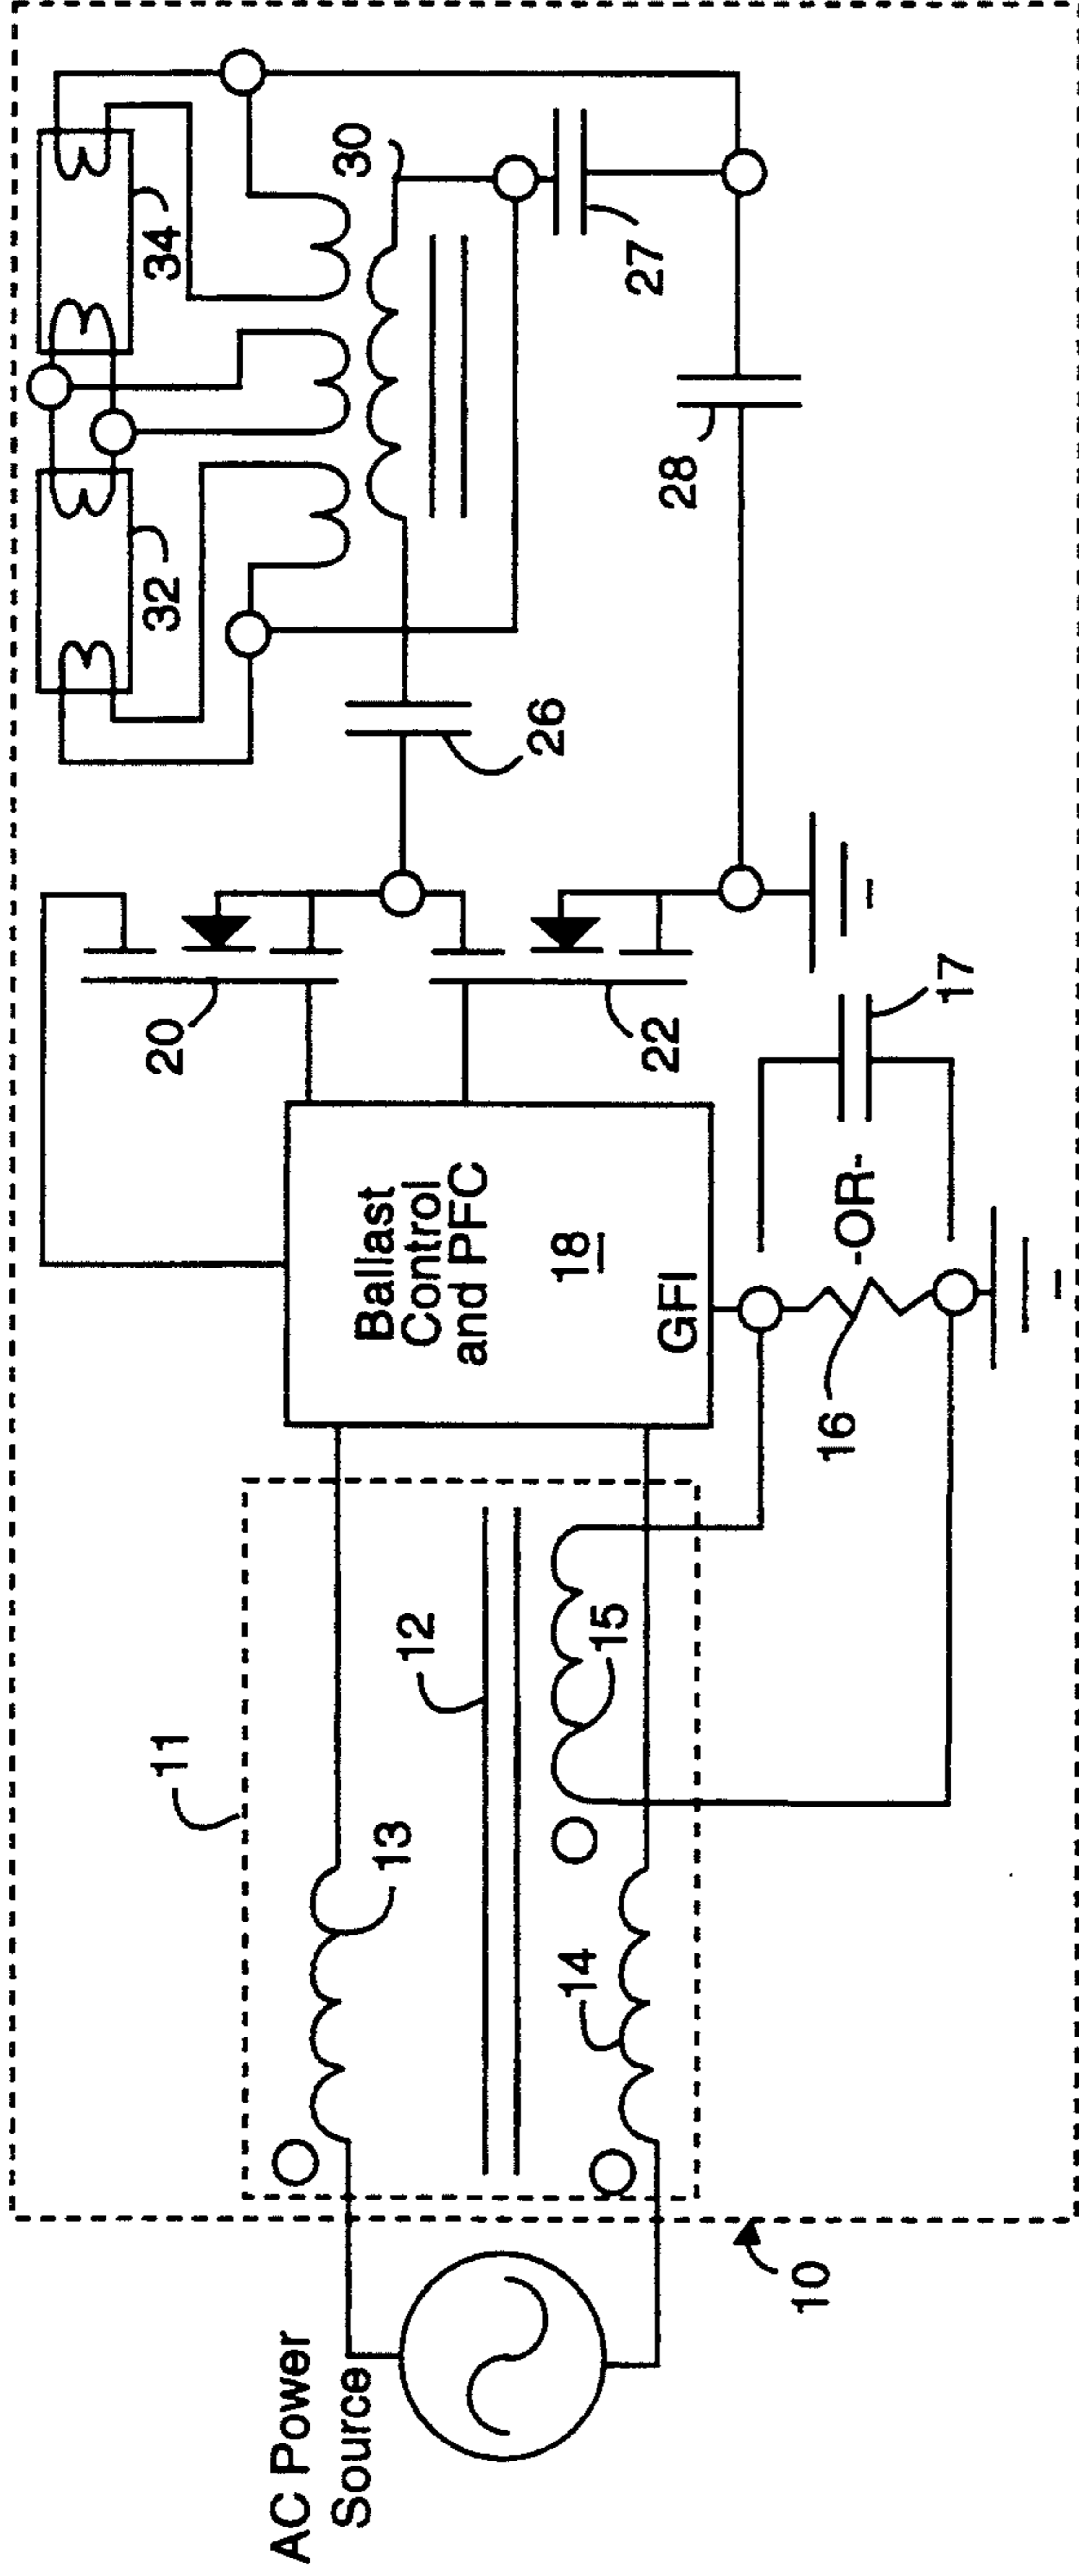 AC Power
Source
10
11
12
13
14
15
Ballast
Control
and PFC
18
GFI
16
-OR-
17
20
22
26
32
34
30
27
28